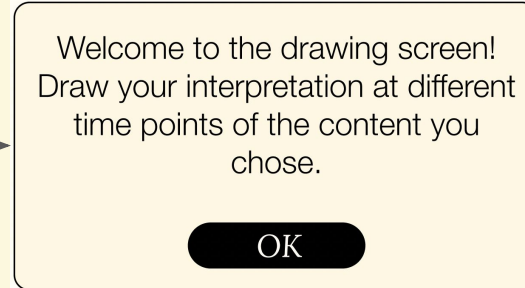 Welcome to the drawing screen!
Draw your interpretation at different
time points of the content you
chose.
OK